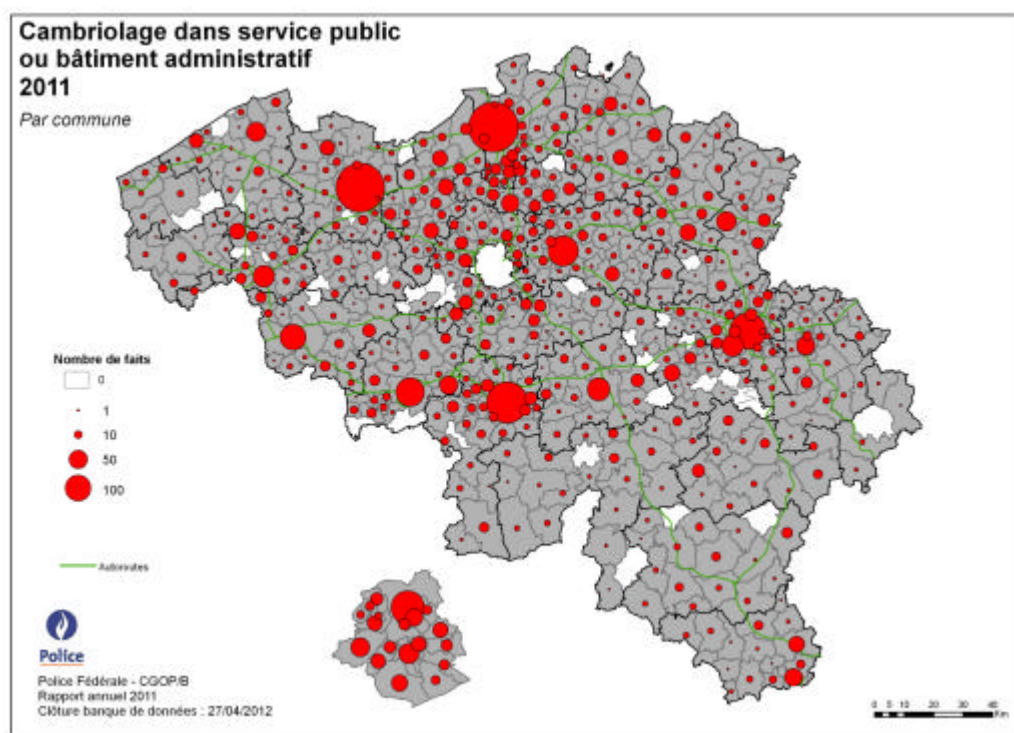 Cambriolage dans service public
ou bâtiment administratif
2011
Par commune
Nombre de faits
0
1
10
50
100
Autoroutes
Police
Police Fédérale - CGOP/B
Rapport annuel 2011
Clôture banque de données : 27/04/2012
0 5 10 20 30 40
Km